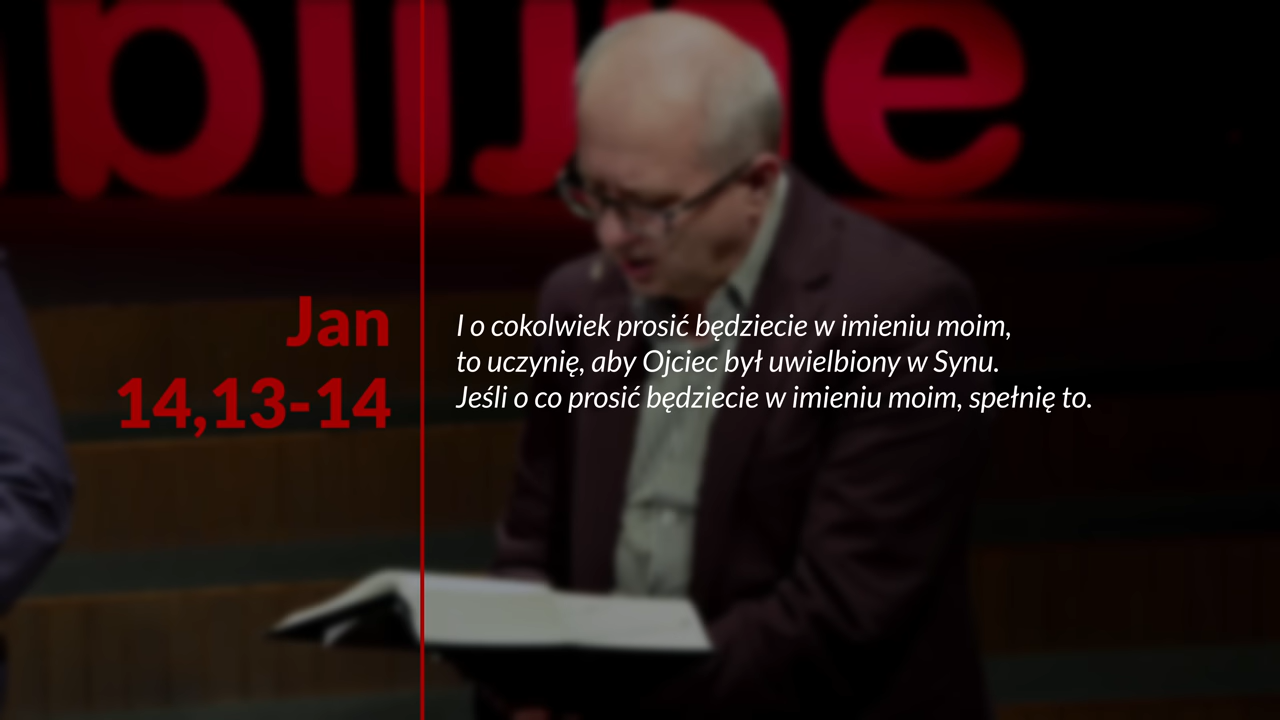 blijne
Jan
14,13-14
I o cokolwiek prosić będziecie w imieniu moim,
to uczynię, aby Ojciec był uwielbiony w Synu.
Jeśli o co prosić będziecie w imieniu moim, spełnię to.